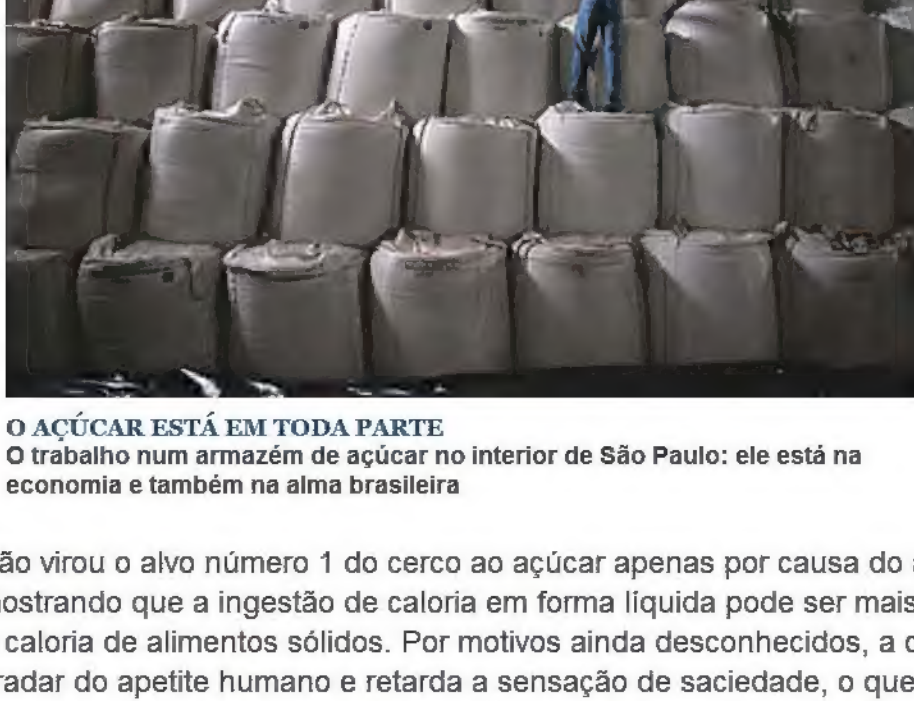 O AÇÚCAR ESTÁ EM TODA PARTE
O trabalho num armazém de açúcar no interior de São Paulo: ele está na
economia e também na alma brasileira
ão virou o alvo número 1 do cerco ao açúcar apenas por causa do
ostrando que a ingestão de caloria em forma líquida pode ser mais
caloria de alimentos sólidos. Por motivos ainda desconhecidos, a
radar do apetite humano e retarda a sensação de saciedade, o que